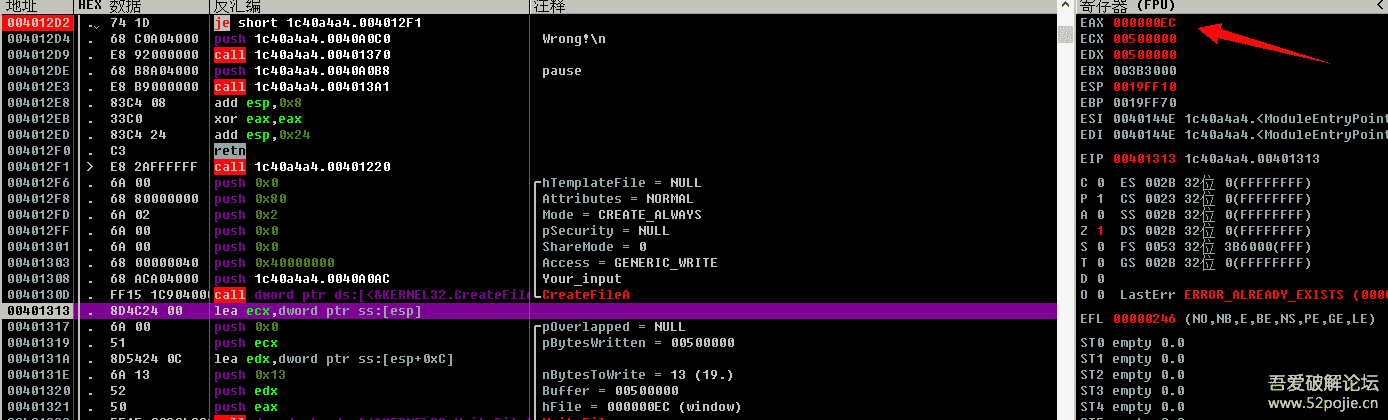 地址 HEX 数据 反汇编 注释 寄存器 (FPU)
004012D2 74 1D je short 1c40a4a4.004012F1
004012D4 68 C0A04000 push 1c40a4a4.0040A0C0 Wrong!\n
004012D9 E8 92000000 call 1c40a4a4.00401370
004012DE 68 B8A04000 push 1c40a4a4.0040A0B8 pause
004012E3 E8 B9000000 call 1c40a4a4.004013A1
004012E8 83C4 08 add esp,0x8
004012EB 33C0 xor eax,eax
004012ED 83C4 24 add esp,0x24
004012F0 C3 retn
004012F1 E8 2AFFFFFF call 1c40a4a4.00401220
004012F6 6A 00 push 0x0 hTemplateFile = NULL
004012F8 68 80000000 push 0x80 Attributes = NORMAL
004012FD 6A 02 push 0x2 Mode = CREATE_ALWAYS
004012FF 6A 00 push 0x0 pSecurity = NULL
00401301 6A 00 push 0x0 ShareMode = 0
00401303 68 00000040 push 0x40000000 Access = GENERIC_WRITE
00401308 68 ACA04000 push 1c40a4a4.0040A0AC Your_input
0040130D FF15 1C904000 call dword ptr ds:[<&KERNEL32.CreateFile CreateFileA
00401313 8D4C24 00 lea ecx,dword ptr ss:[esp]
00401317 6A 00 push 0x0 pOverlapped = NULL
00401319 51 push ecx pBytesWritten = 00500000
0040131A 8D5424 0C lea edx,dword ptr ss:[esp+0xC]
0040131E 6A 13 push 0x13 nBytesToWrite = 13 (19.)
00401320 52 push edx Buffer = 00500000
00401321 50 push eax hFile = 000000EC (window)
EAX 000000EC
ECX 00500000
EDX 00500000
EBX 003B3000
ESP 0019FF10
EBP 0019FF70
ESI 0040144E 1c40a4a4.<ModuleEntryPoint
EDI 0040144E 1c40a4a4.<ModuleEntryPoint
EIP 00401313 1c40a4a4.00401313
C 0 ES 002B 32位 0(FFFFFFFF)
P 1 CS 0023 32位 0(FFFFFFFF)
A 0 SS 002B 32位 0(FFFFFFFF)
Z 1 DS 002B 32位 0(FFFFFFFF)
S 0 FS 0053 32位 3B6000(FFF)
T 0 GS 002B 32位 0(FFFFFFFF)
D 0
O 0 LastErr ERROR_ALREADY_EXISTS (000
EFL 00000246 (NO,NB,E,BE,NS,PE,GE,LE)
ST0 empty 0.0
ST1 empty 0.0
ST2 empty 0.0
ST3 empty 0.0
ST4 empty 0.0
ST5 empty 0.0
吾爱破解论坛
www.52pojie.cn